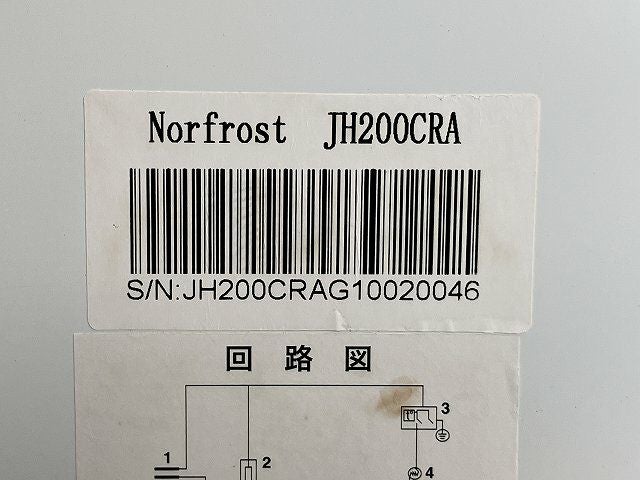 Norfrost JH200CRA
S/N:JH200CRAG10020046
回路図
1
2
3
4